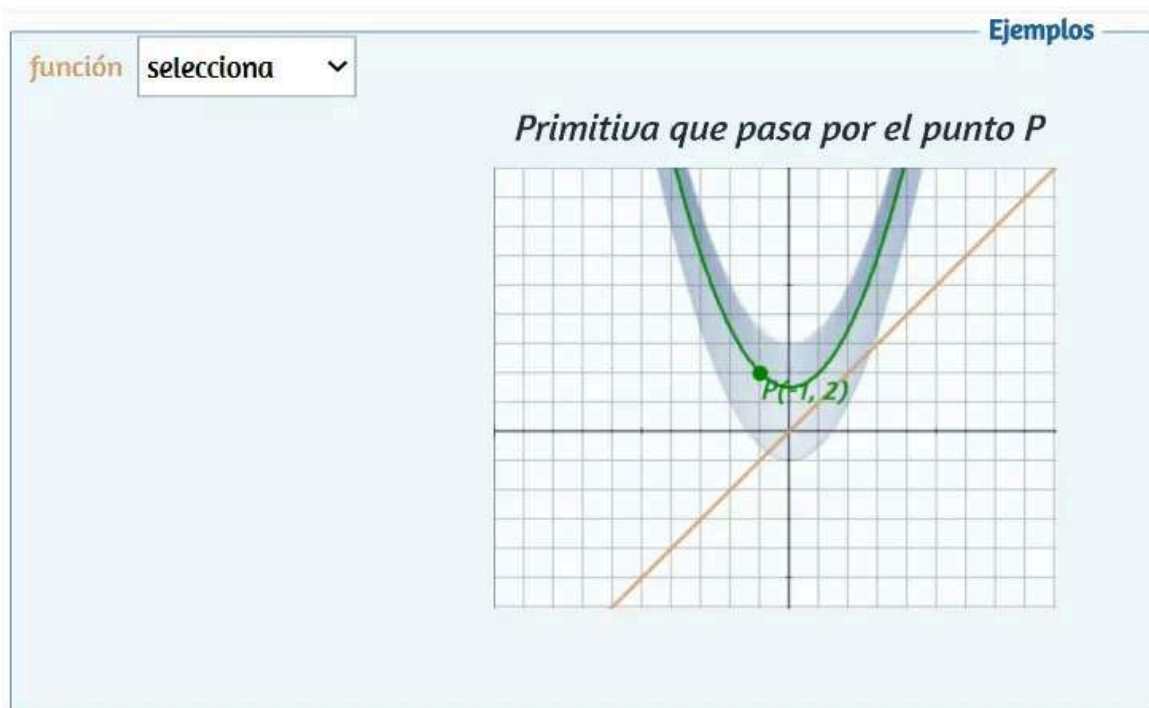 Ejemplos
función selecciona
Primitiva que pasa por el punto P
P(-1, 2)